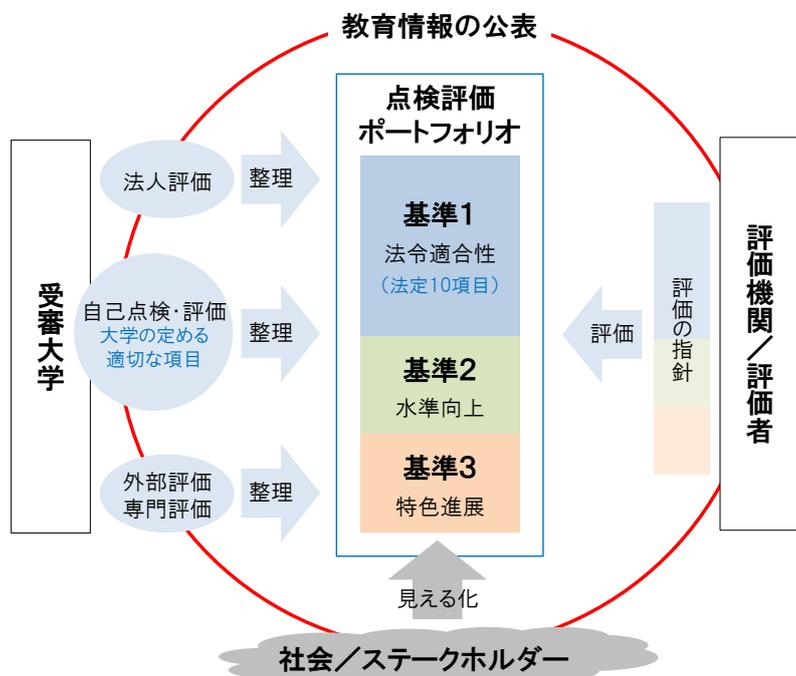 教育情報の公表
点検評価
ポートフォリオ
受審大学
法人評価
整理
自己点検・評価
大学の定める
適切な項目
整理
外部評価
専門評価
整理
基準1
法令適合性
（法定10項目）
基準2
水準向上
基準3
特色進展
評価
評価の指針
評価機関／評価者
見える化
社会／ステークホルダー